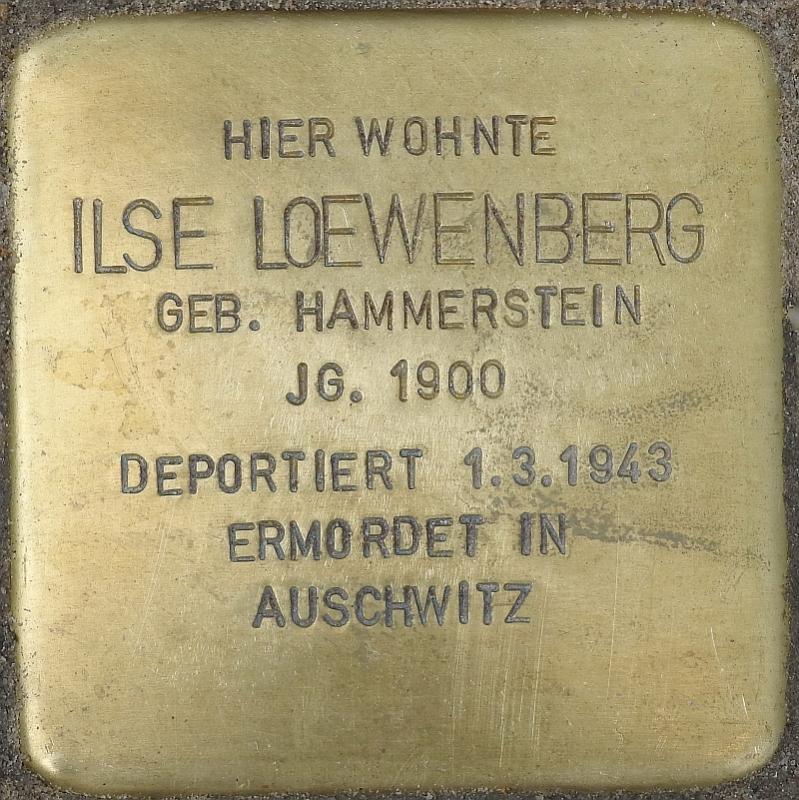 HIER WOHNTE
ILSE LOEWENBERG
GEB. HAMMERSTEIN
JG. 1900
DEPORTIERT 1.3.1943
ERMORDET IN
AUSCHWITZ